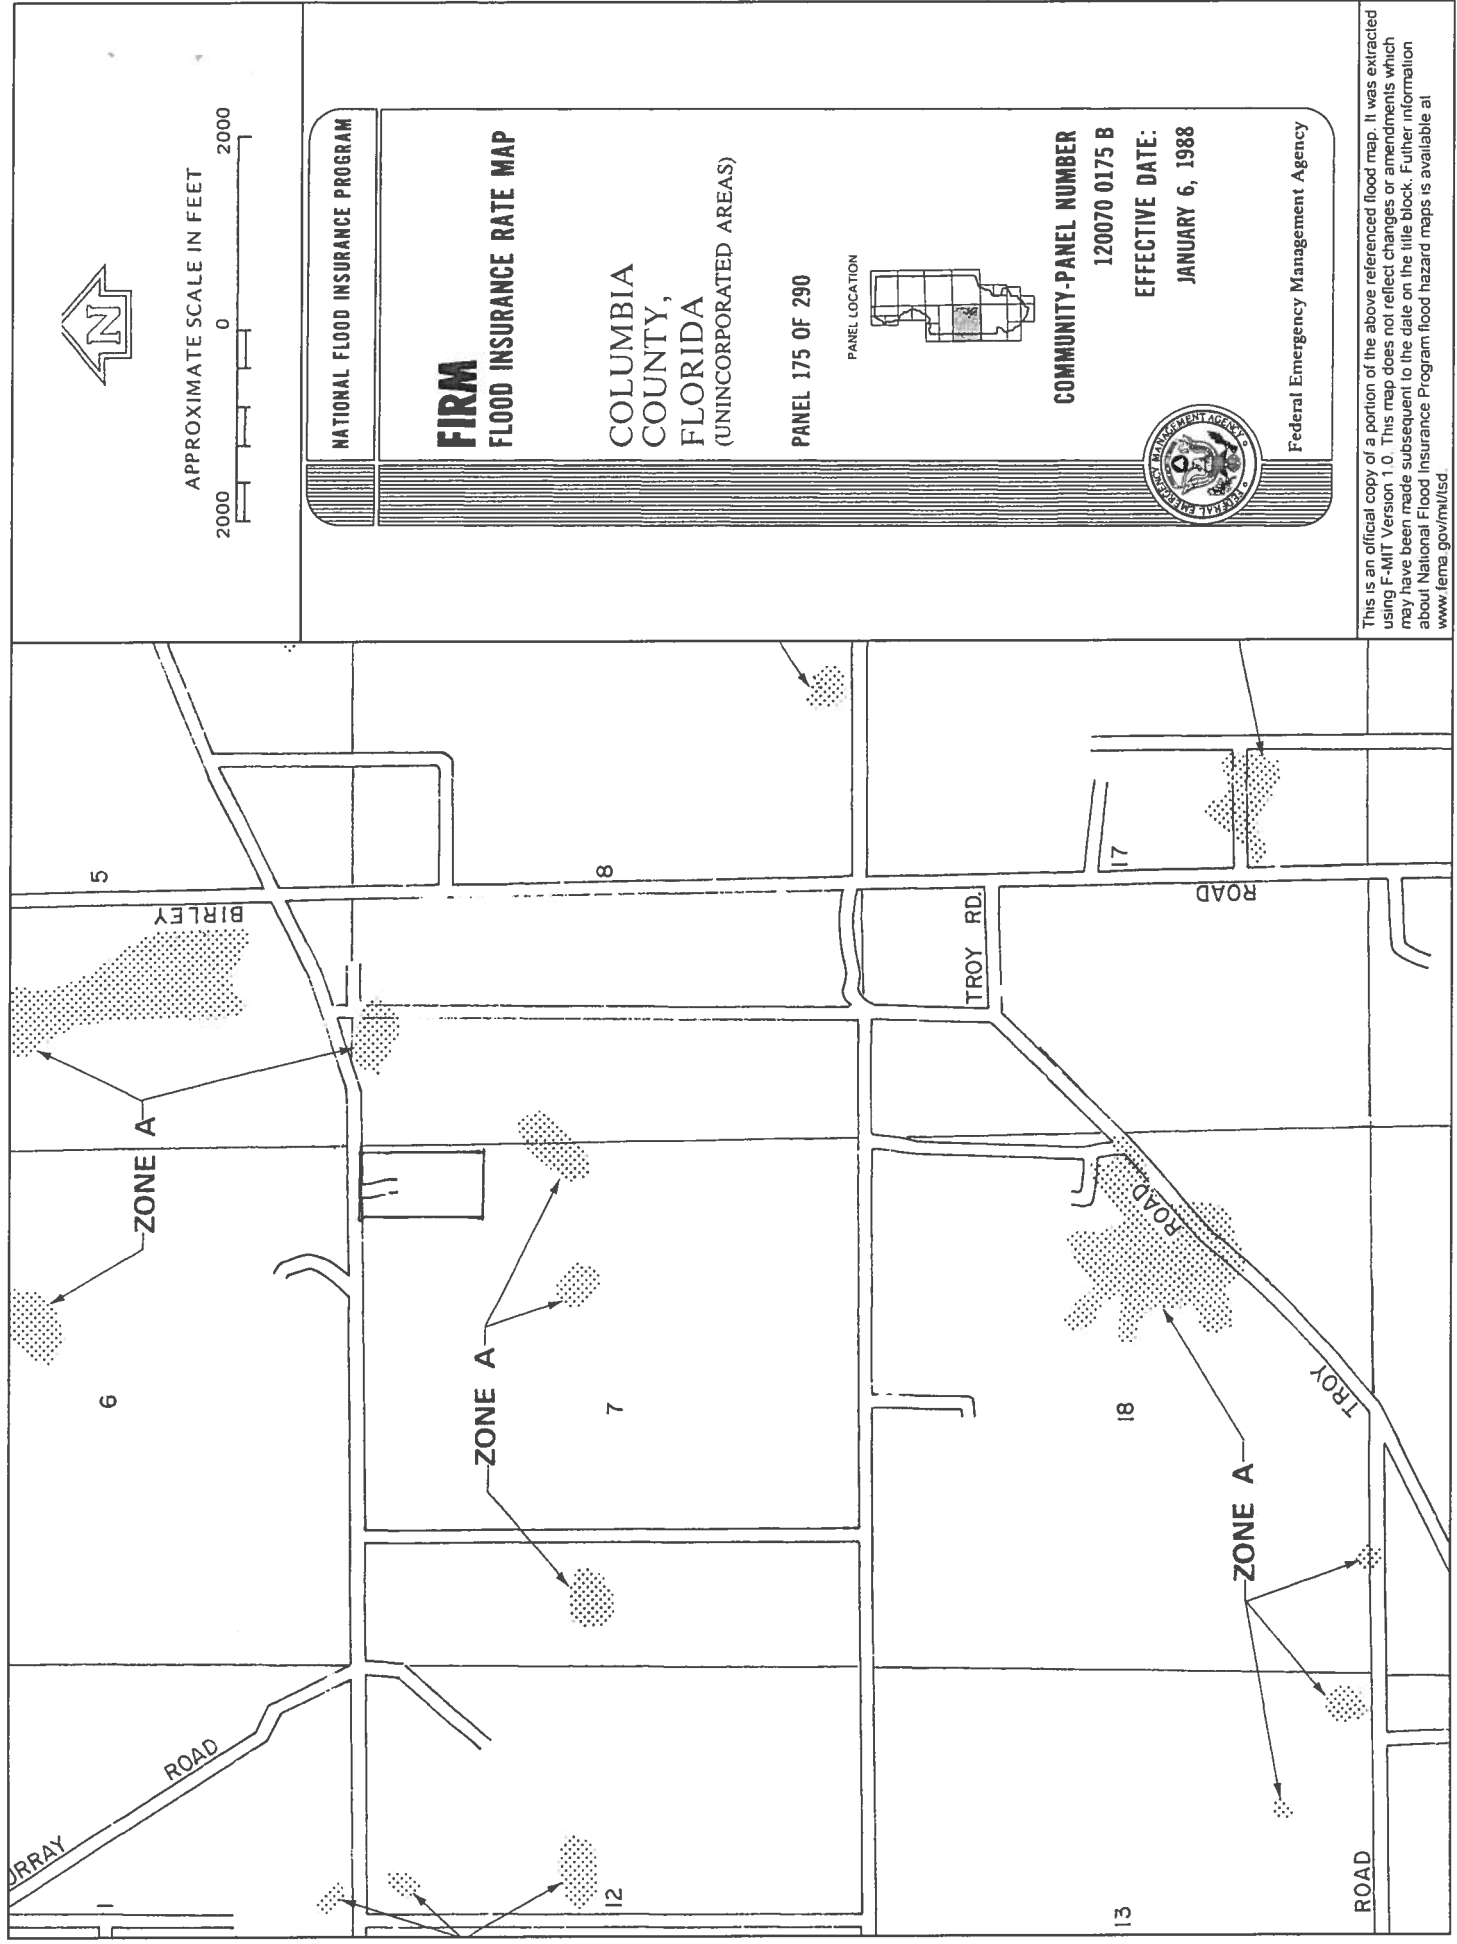 APPROXIMATE SCALE IN FEET
2000 0 2000
N
NATIONAL FLOOD INSURANCE PROGRAM
FIRM
FLOOD INSURANCE RATE MAP
COLUMBIA
COUNTY,
FLORIDA
(UNINCORPORATED AREAS)
PANEL 175 OF 290
PANEL LOCATION
COMMUNITY-PANEL NUMBER
120070 0175 B
EFFECTIVE DATE:
JANUARY 6, 1988
FEDERAL EMERGENCY MANAGEMENT AGENCY
Federal Emergency Management Agency
This is an official copy of a portion of the above referenced flood map. It was extracted
using F-MIT Version 1.0. This map does not reflect changes or amendments which
may have been made subsequent to the date on the title block. Futher information
about National Flood Insurance Program flood hazard maps is available at
www.fema.gov/mit/tsd.
URRAY
ROAD
1
6
ZONE A
5
BIRLEY
12
7
ZONE A
8
13
18
ZONE A
17
TROY RD.
ROAD
ROAD
TROY
ROAD